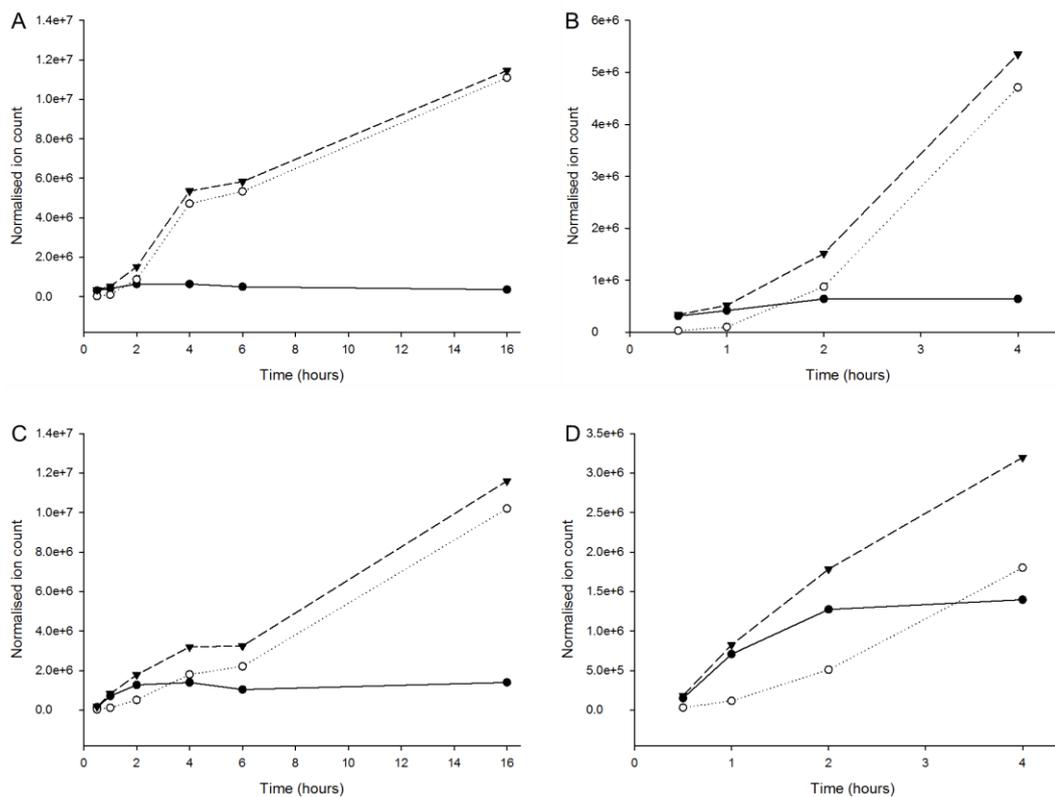 A
1.4e+7
1.2e+7
1.0e+7
8.0e+6
6.0e+6
4.0e+6
2.0e+6
0.0
Normalised ion count
0 2 4 6 8 10 12 14 16
Time (hours)
B
6e+6
5e+6
4e+6
3e+6
2e+6
1e+6
0
Normalised ion count
0 1 2 3 4
Time (hours)
C
1.4e+7
1.2e+7
1.0e+7
8.0e+6
6.0e+6
4.0e+6
2.0e+6
0.0
Normalised ion count
0 2 4 6 8 10 12 14 16
Time (hours)
D
3.5e+6
3.0e+6
2.5e+6
2.0e+6
1.5e+6
1.0e+6
5.0e+5
0.0
Normalised ion count
0 1 2 3 4
Time (hours)